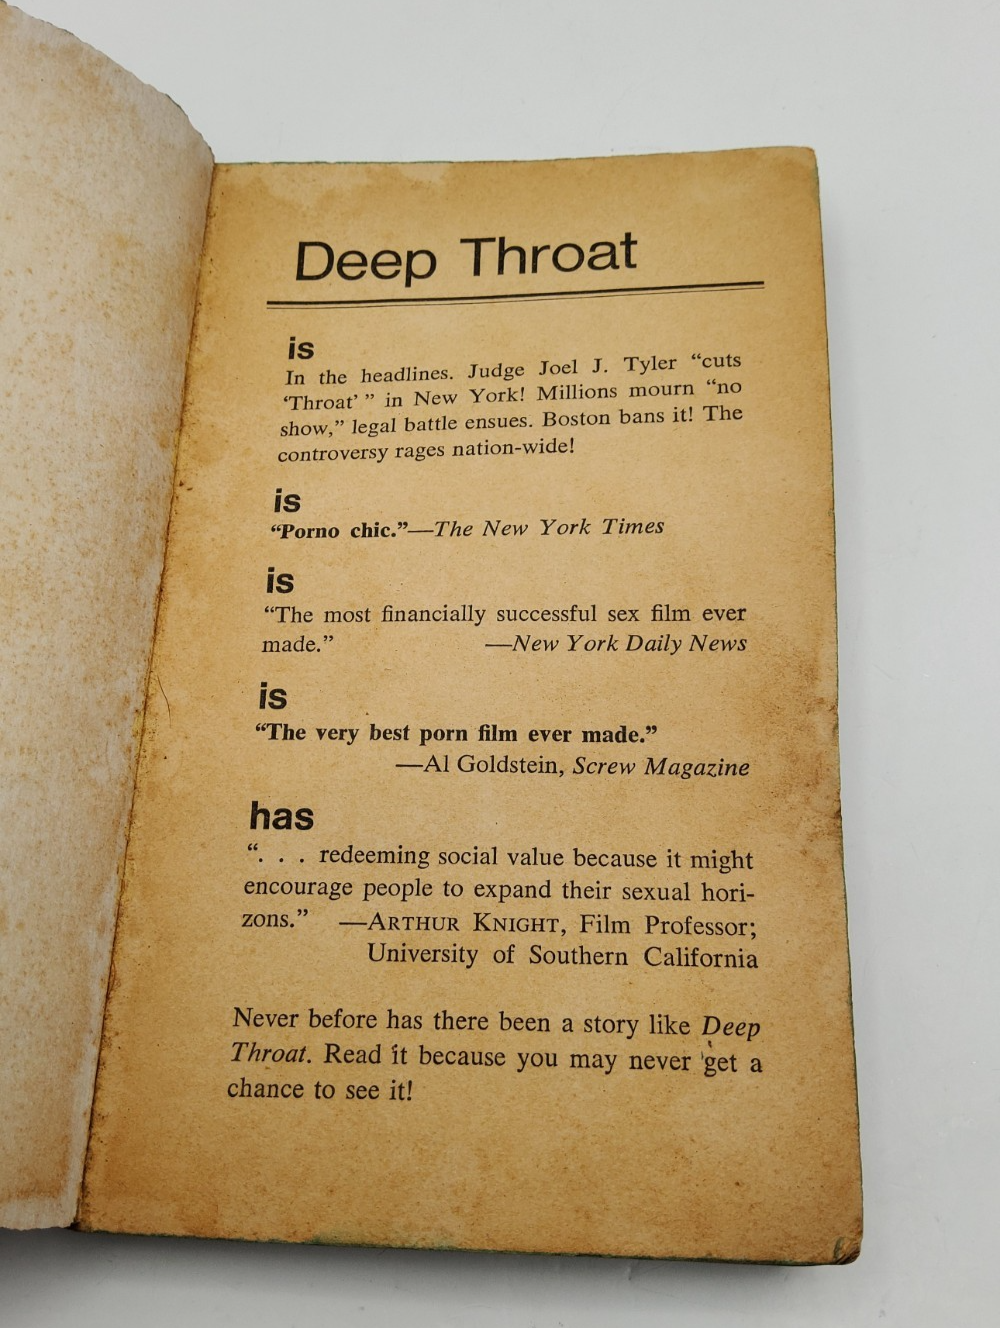 Deep Throat
is
In the headlines. Judge Joel J. Tyler “cuts
‘Throat’ ” in New York! Millions mourn “no
show,” legal battle ensues. Boston bans it! The
controversy rages nation-wide!
is
“Porno chic.”—The New York Times
is
“The most financially successful sex film ever
made.” —New York Daily News
is
“The very best porn film ever made.”
—Al Goldstein, Screw Magazine
has
“. . . redeeming social value because it might
encourage people to expand their sexual hori-
zons.” —ARTHUR KNIGHT, Film Professor;
University of Southern California
Never before has there been a story like Deep
Throat. Read it because you may never get a
chance to see it!